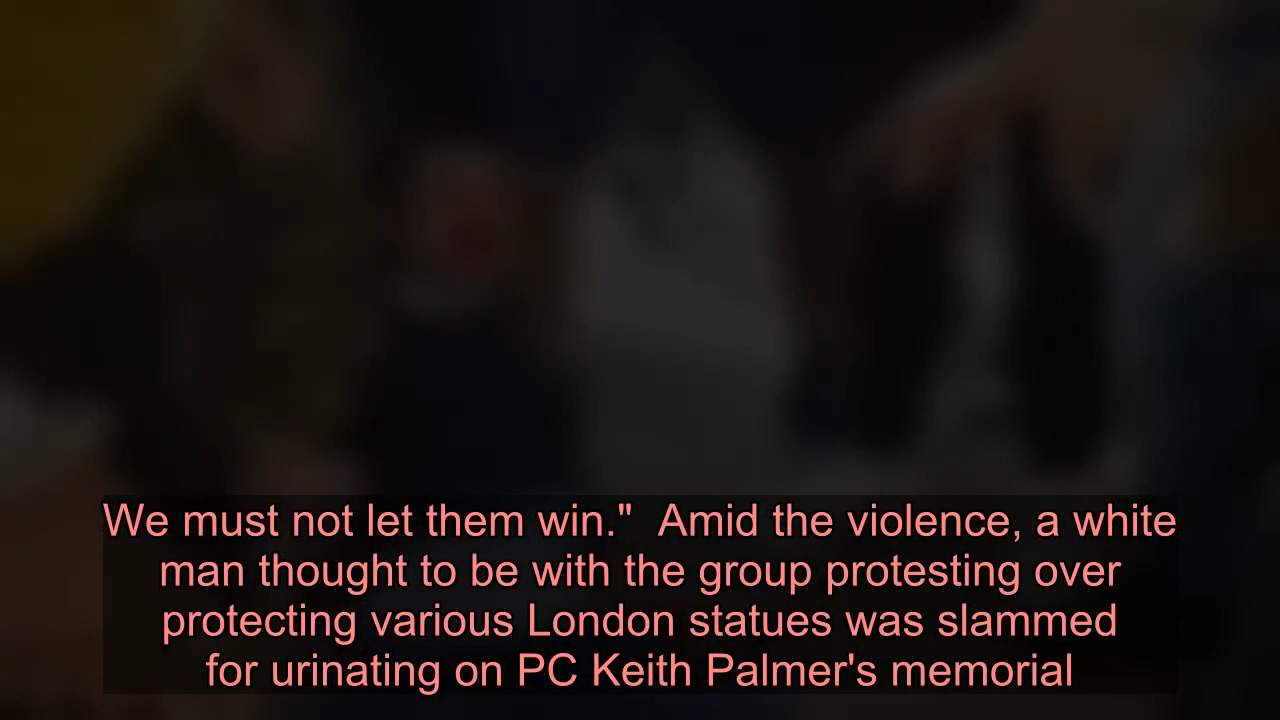 We must not let them win."  Amid the violence, a white
man thought to be with the group protesting over
protecting various London statues was slammed
for urinating on PC Keith Palmer's memorial